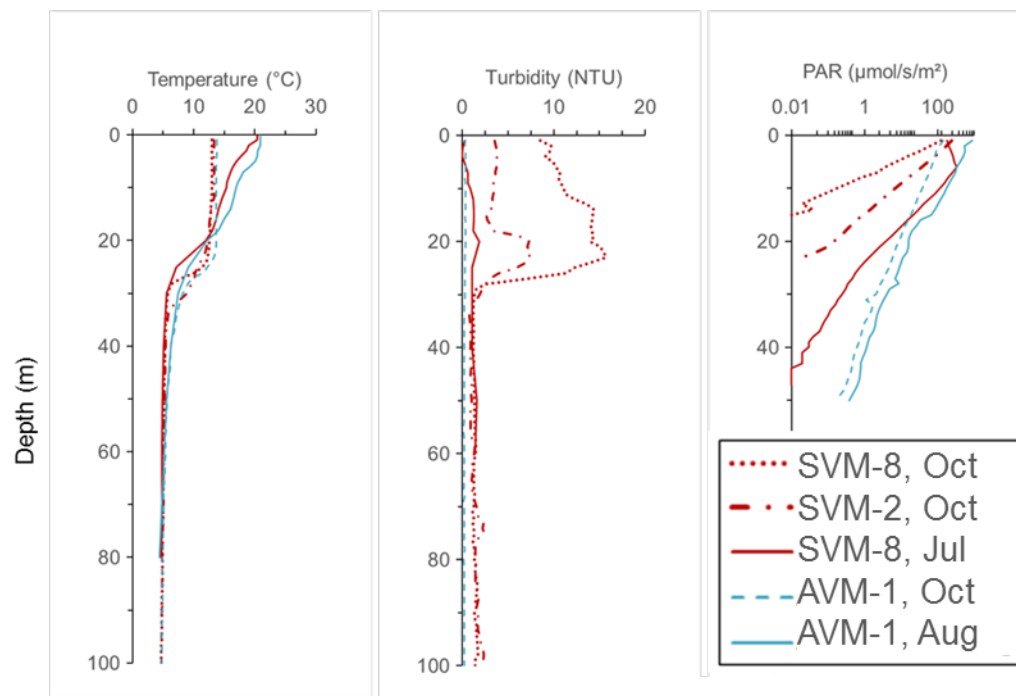 Temperature (°C)
0 10 20 30
Turbidity (NTU)
0 10 20
PAR (µmol/s/m²)
0.01 1 100
Depth (m)
0
20
40
60
80
100
0
20
40
60
80
100
0
20
40
SVM-8, Oct
SVM-2, Oct
SVM-8, Jul
AVM-1, Oct
AVM-1, Aug